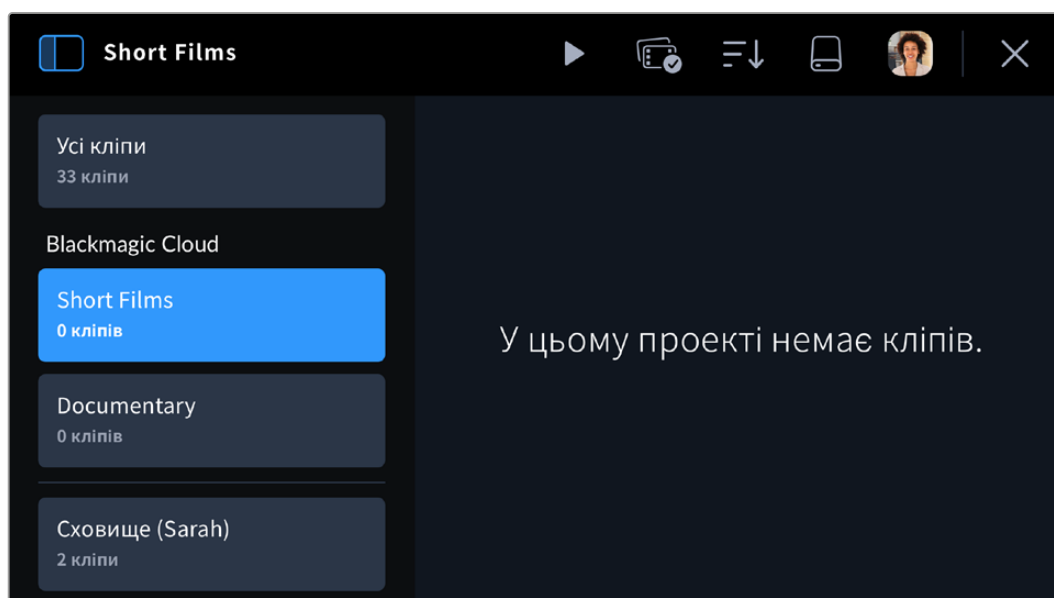 Short Films
Усі кліпи
33 кліпи
Blackmagic Cloud
Short Films
0 кліпів
У цьому проекті немає кліпів.
Documentary
0 кліпів
Сховище (Sarah)
2 кліпи